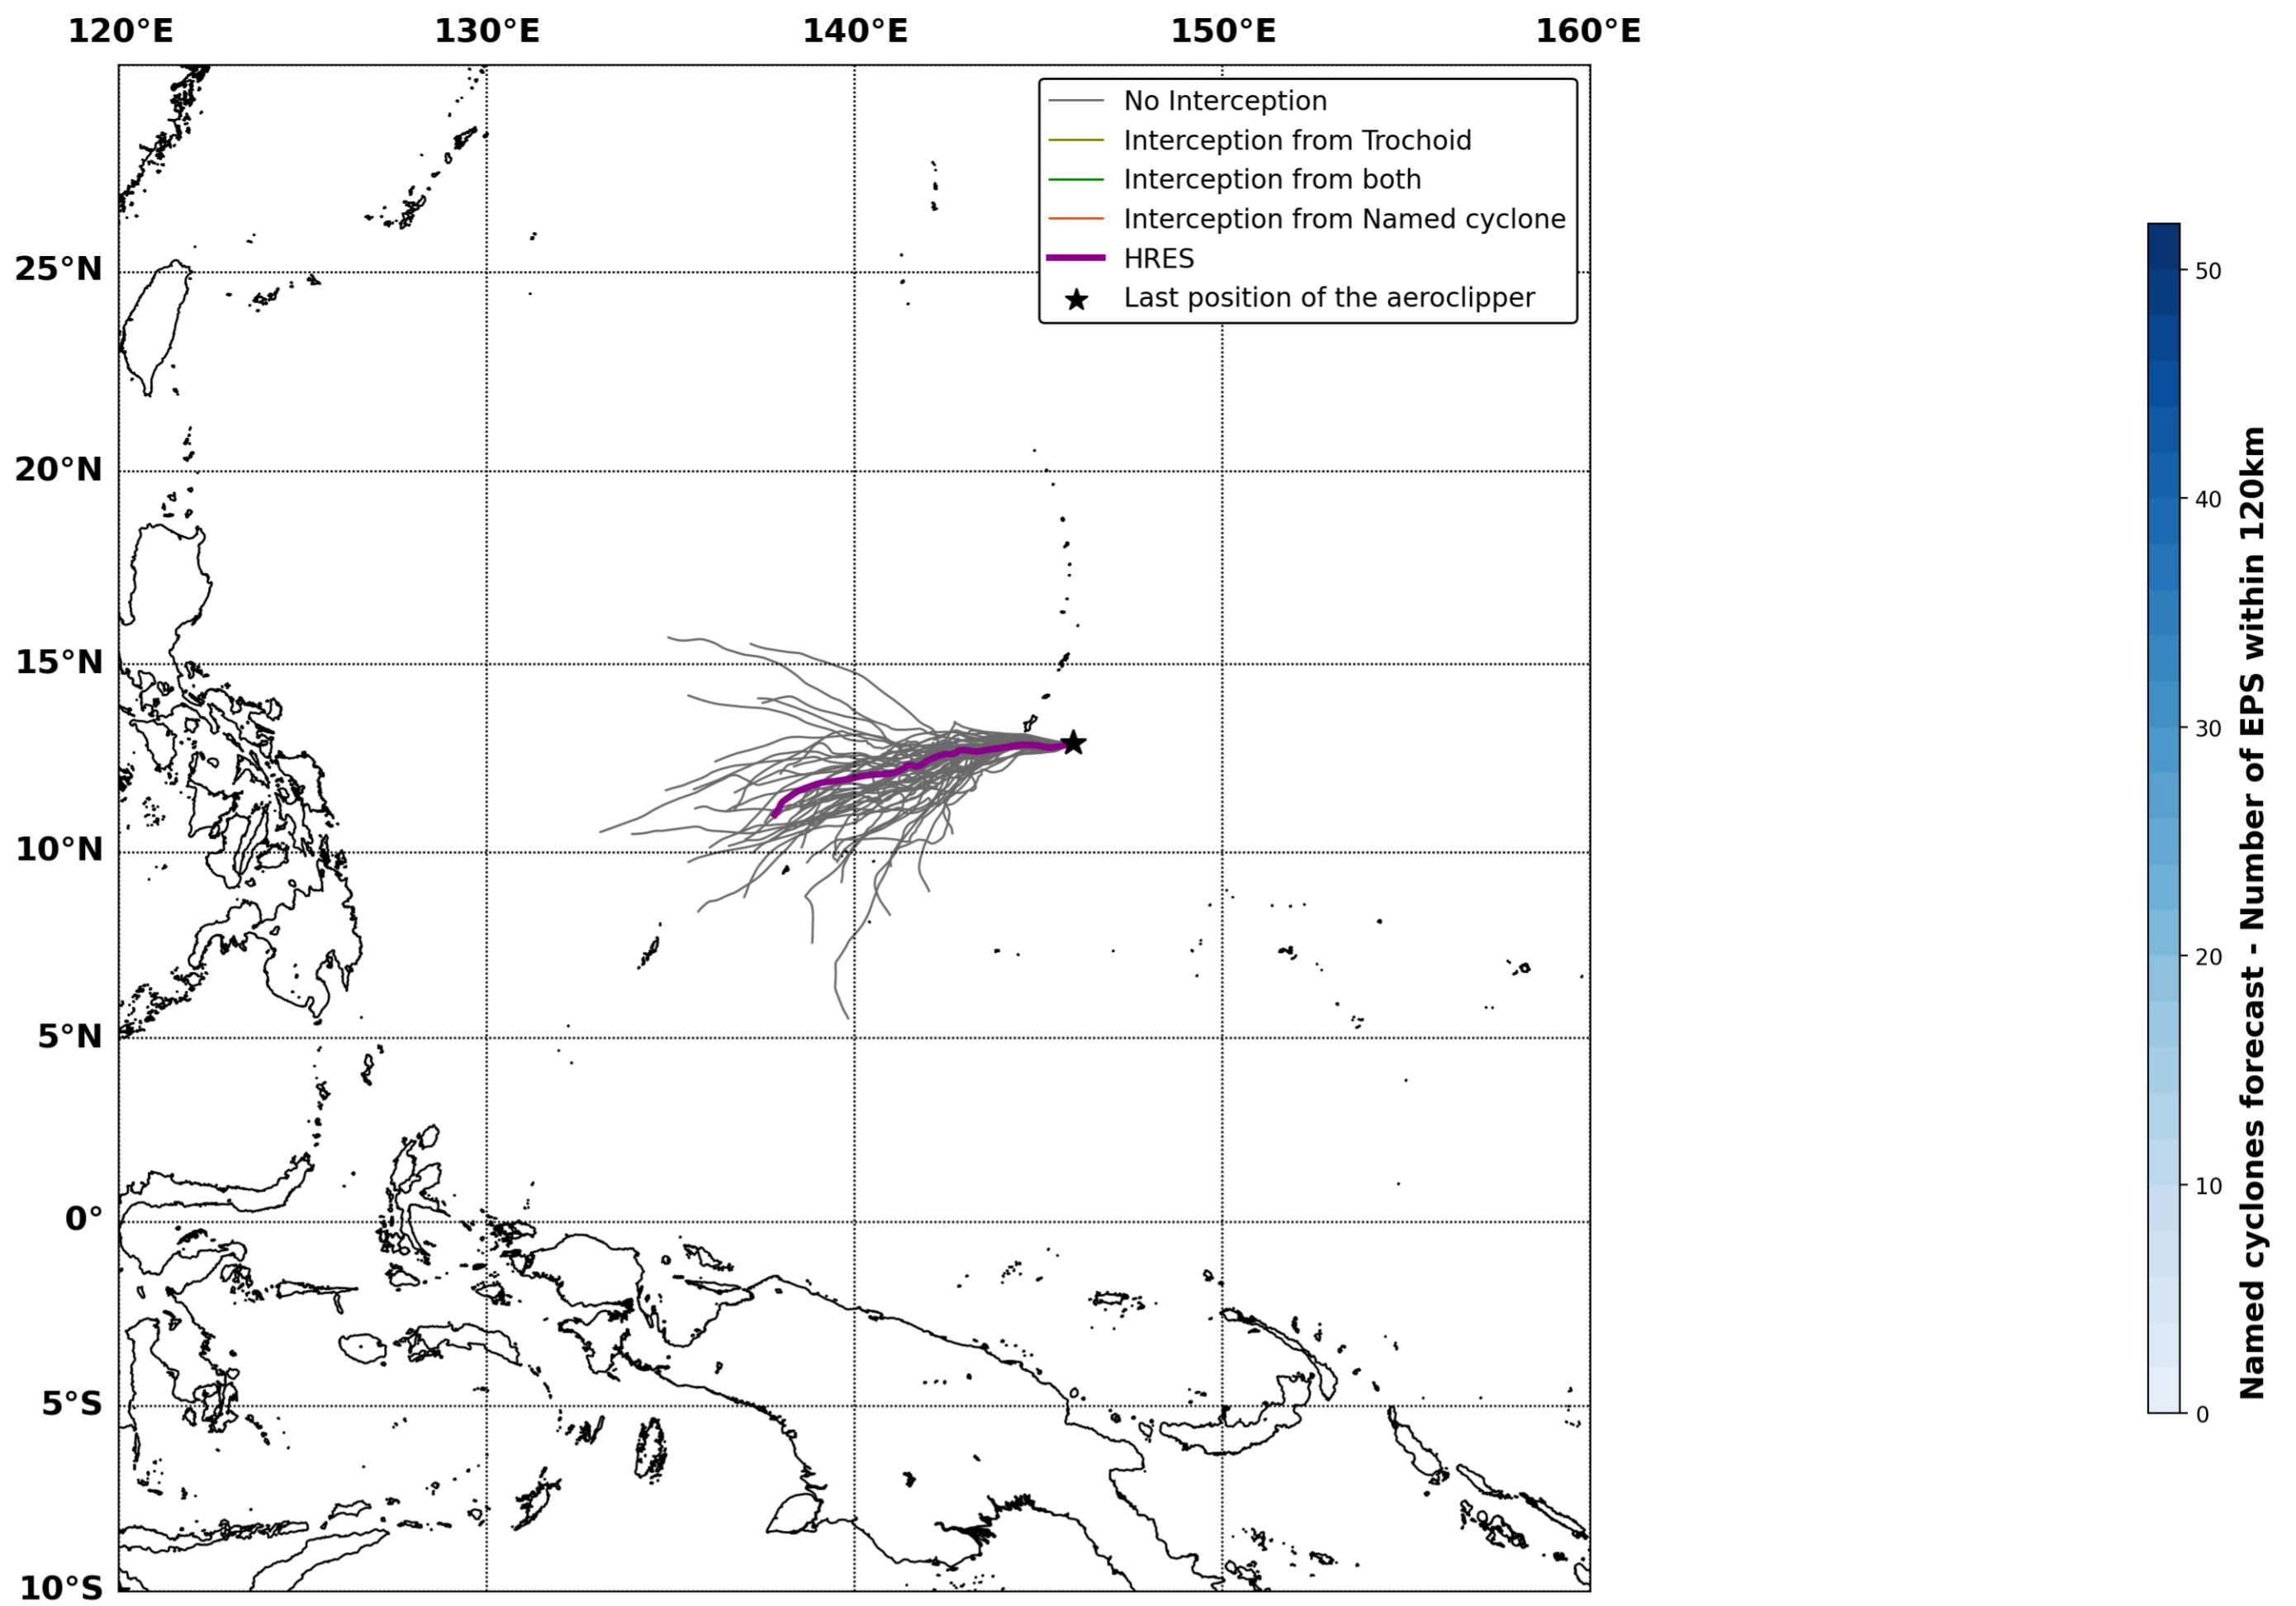 120°E 130°E 140°E 150°E 160°E
No Interception
Interception from Trochoid
Interception from both
Interception from Named cyclone
HRES
Last position of the aeroclipper
25°N
20°N
15°N
10°N
5°N
0°
5°S
10°S
50
40
30
20
10
0
Named cyclones forecast - Number of EPS within 120km